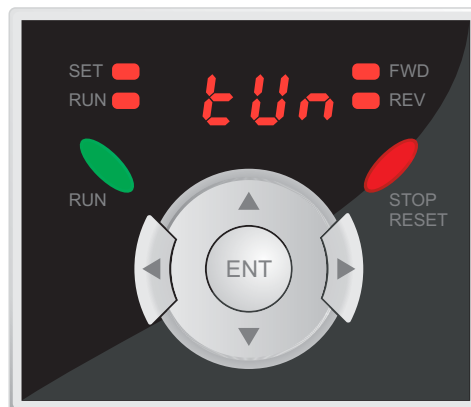 SET
tUn
FWD
RUN
REV
RUN
STOP
RESET
ENT